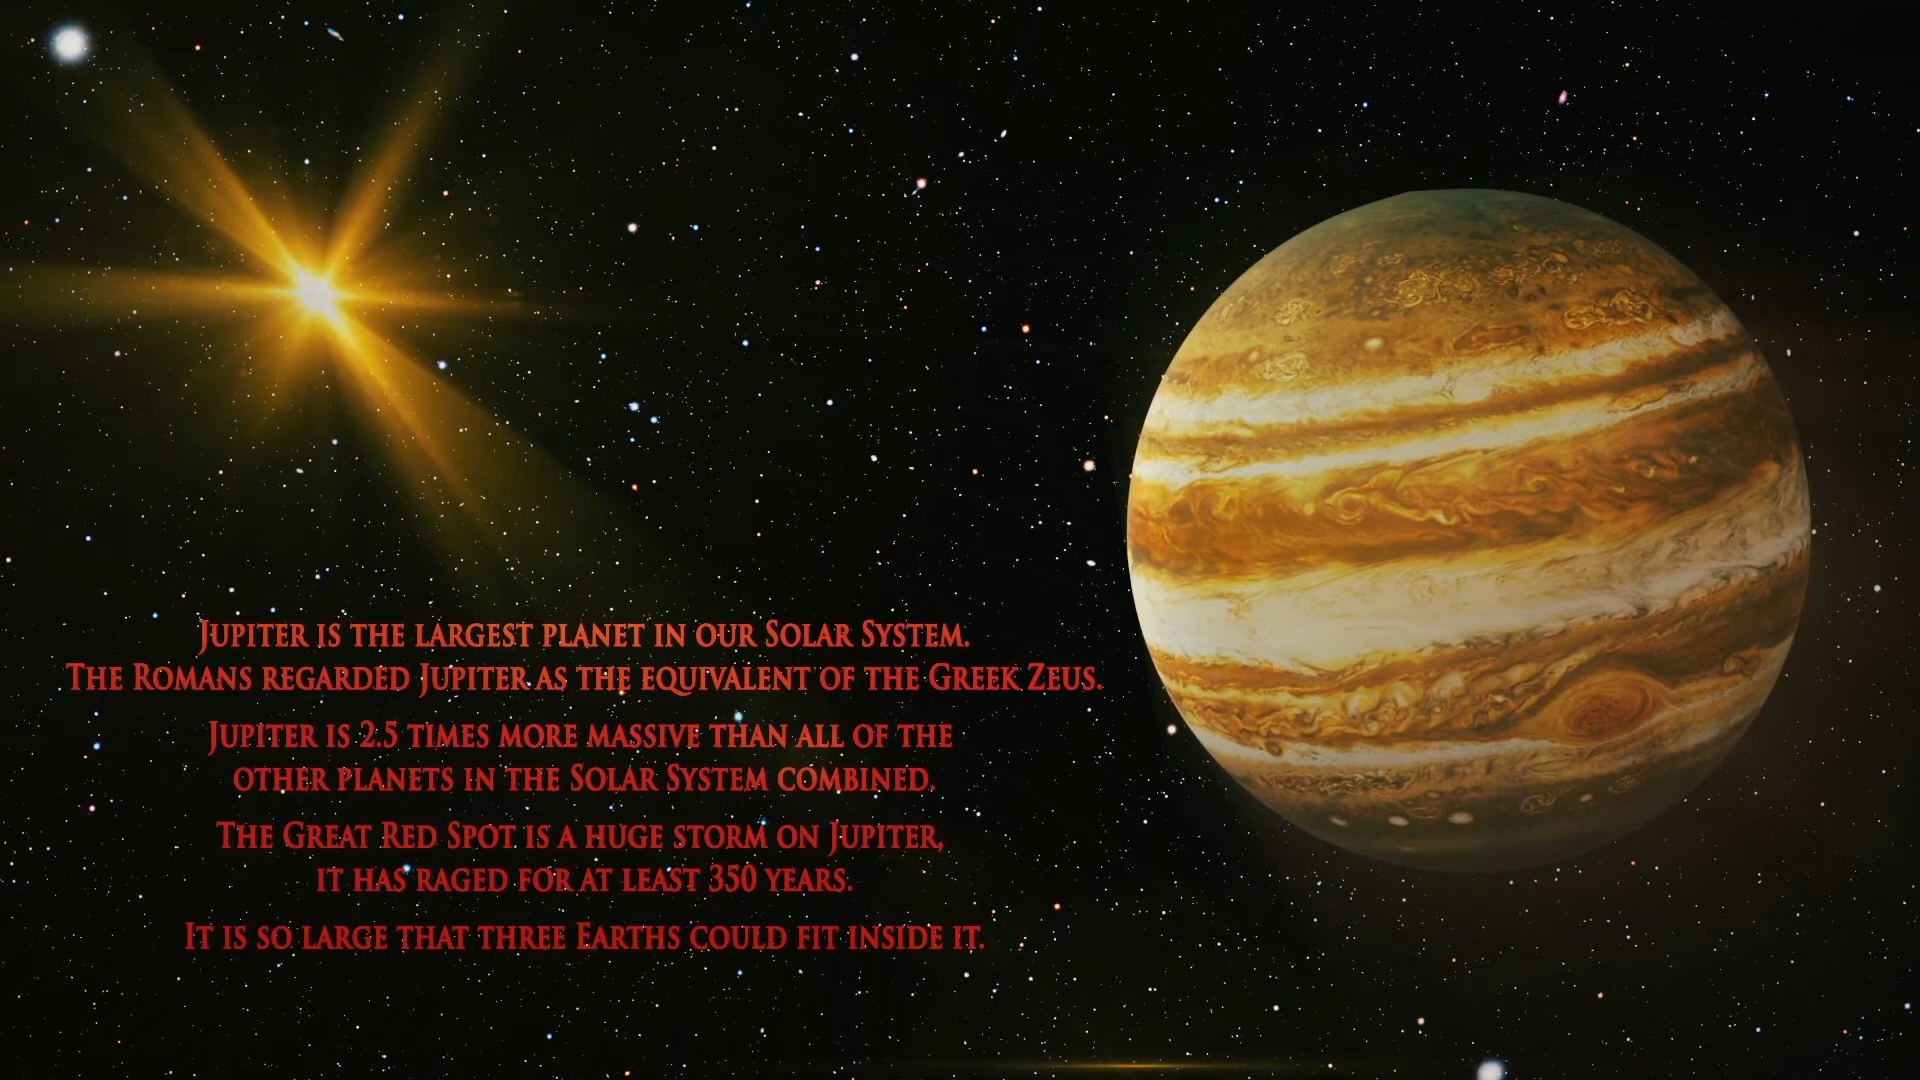 Jupiter is the largest planet in our Solar System.
The Romans regarded Jupiter as the equivalent of the Greek Zeus.
Jupiter is 2.5 times more massive than all of the
other planets in the Solar System combined.
The Great Red Spot is a huge storm on Jupiter,
it has raged for at least 350 years.
It is so large that three Earths could fit inside it.